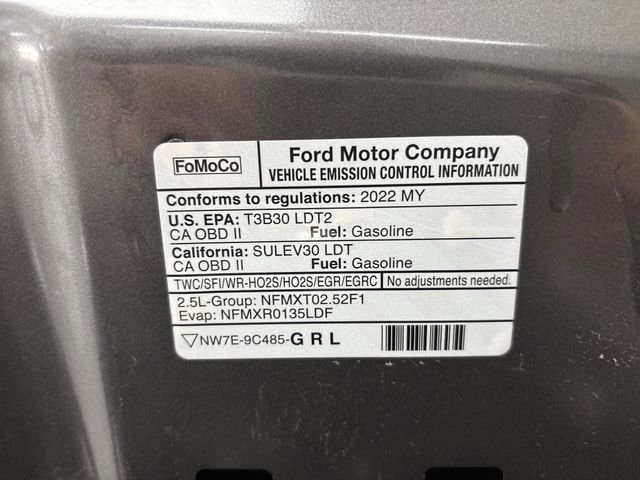 FoMoCo
Ford Motor Company
VEHICLE EMISSION CONTROL INFORMATION
Conforms to regulations: 2022 MY
U.S. EPA: T3B30 LDT2
CA OBD II Fuel: Gasoline
California: SULEV30 LDT
CA OBD II Fuel: Gasoline
TWC/SFI/WR-HO2S/HO2S/EGR/EGRC No adjustments needed.
2.5L-Group: NFMXT02.52F1
Evap: NFMXR0135LDF
NW7E-9C485-G R L